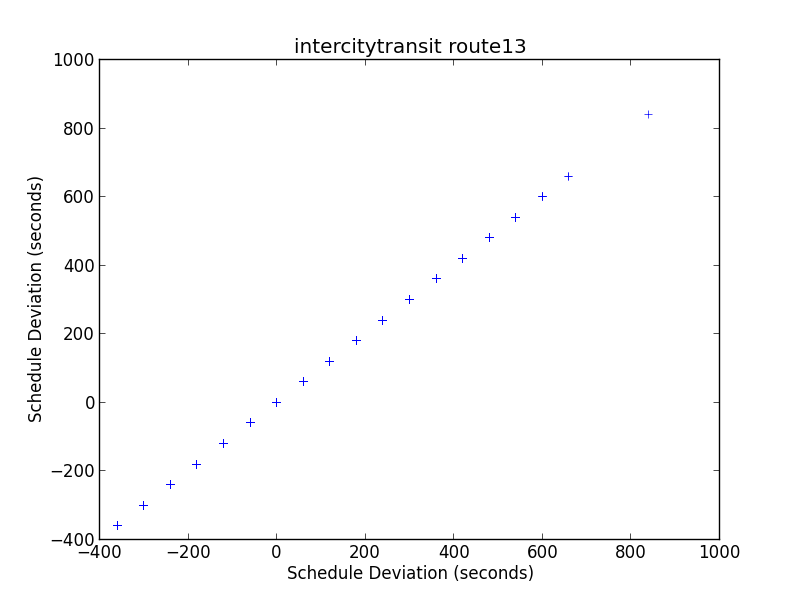 intercitytransit route13
1000
800
600
400
200
0
−200
−400
Schedule Deviation (seconds)
−400 −200 0 200 400 600 800 1000
Schedule Deviation (seconds)